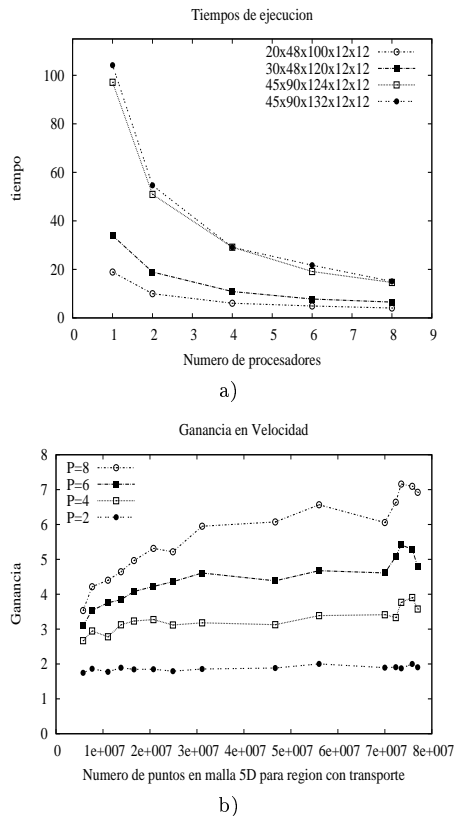 Tiempos de ejecucion
20x48x100x12x12
30x48x120x12x12
45x90x124x12x12
45x90x132x12x12
tiempo
100
80
60
40
20
0
0 1 2 3 4 5 6 7 8 9
Numero de procesadores
a)
Ganancia en Velocidad
P=8
P=6
P=4
P=2
Ganancia
8
7
6
5
4
3
2
1
0
0 1e+007 2e+007 3e+007 4e+007 5e+007 6e+007 7e+007 8e+007
Numero de puntos en malla 5D para region con transporte
b)